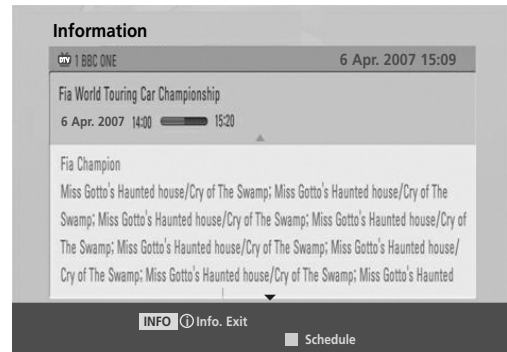 Information
DTV 1 BBC ONE 6 Apr. 2007 15:09
Fia World Touring Car Championship
6 Apr. 2007 14:00 15:20
Fia Champion
Miss Gotto's Haunted house/Cry of The Swamp; Miss Gotto's Haunted house/Cry of The
Swamp; Miss Gotto's Haunted house/Cry of The Swamp; Miss Gotto's Haunted house/Cry of
The Swamp; Miss Gotto's Haunted house/Cry of The Swamp; Miss Gotto's Haunted house/
Cry of The Swamp; Miss Gotto's Haunted house/Cry of The Swamp; Miss Gotto's Haunted
INFO ⓘ Info. Exit
Schedule